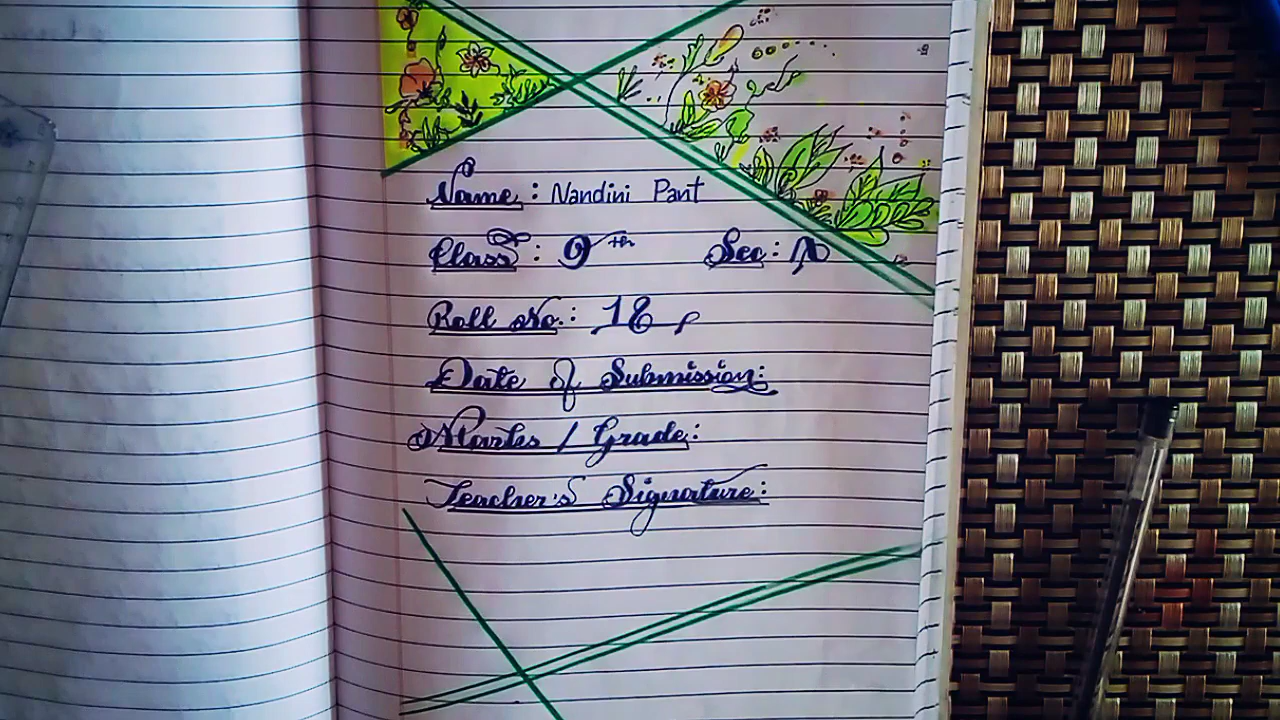 Name: Nandini Pant
Class: 9th Sec: A
Roll No.:18
Date of Submission:
Marks / Grade:
Teacher's Signature: